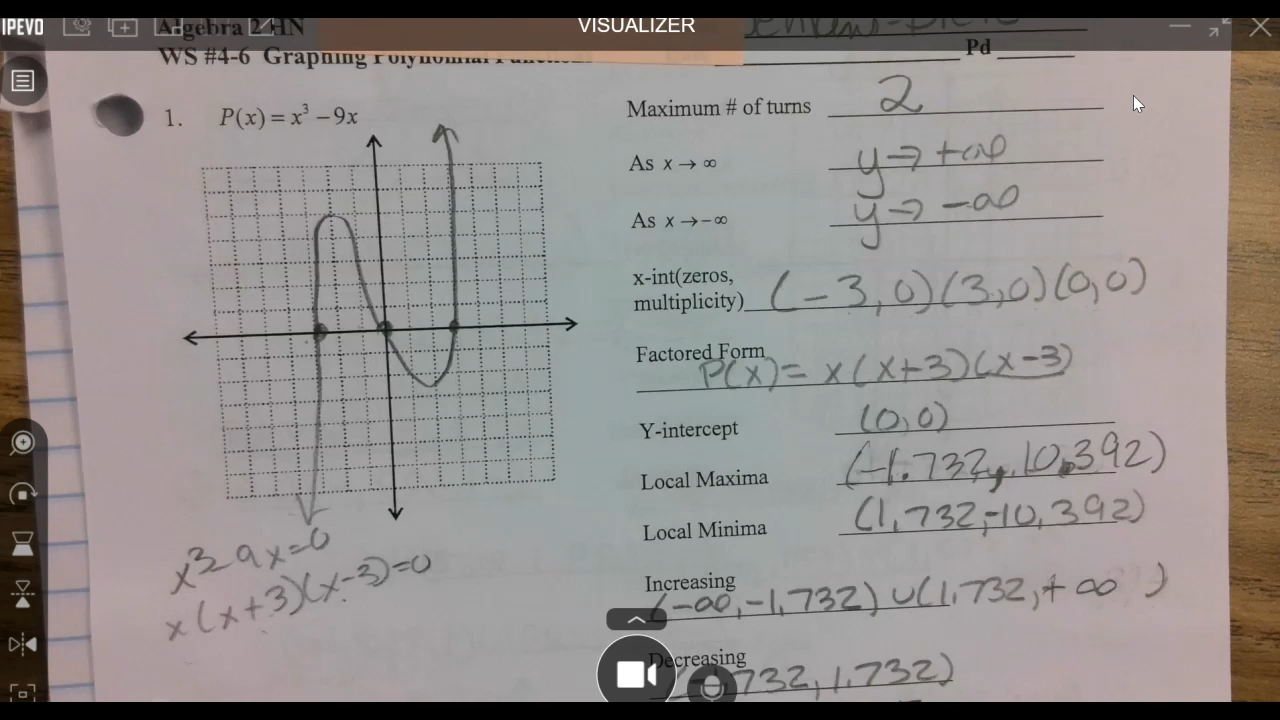 IPEVO
VISUALIZER
Algebra 2 HN
WS #4-6 Graphing Polynomial
Pd
1. P(x) = x³ – 9x
Maximum # of turns 2
As x → ∞ y → +∞
As x → -∞ y → -∞
x-int(zeros,
multiplicity) (-3,0)(3,0)(0,0)
Factored Form
P(x)= x(x+3)(x-3)
Y-intercept (0,0)
Local Maxima (-1.732, 10.392)
Local Minima (1,732,-10,392)
x³-9x=0
x(x+3)(x-3)=0
Increasing
(-∞,-1,732) ∪ (1,732,+∞ )
Decreasing
732,1.732)